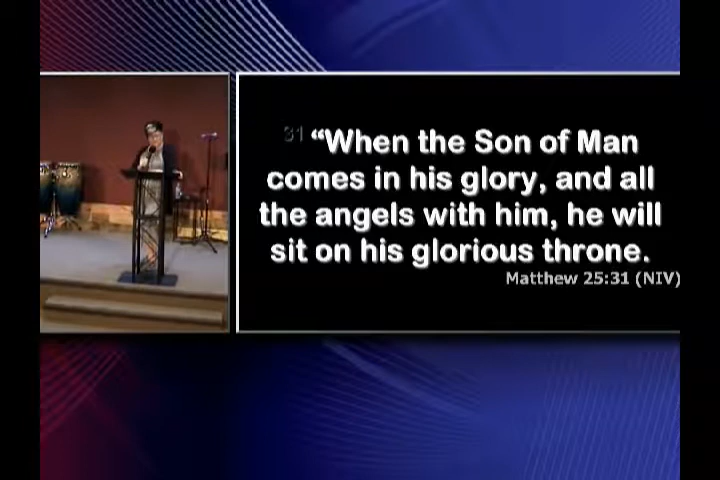 31 “When the Son of Man
comes in his glory, and all
the angels with him, he will
sit on his glorious throne.
Matthew 25:31 (NIV)